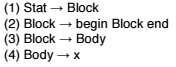 (1) Stat → Block
(2) Block → begin Block end
(3) Block → Body
(4) Body → x